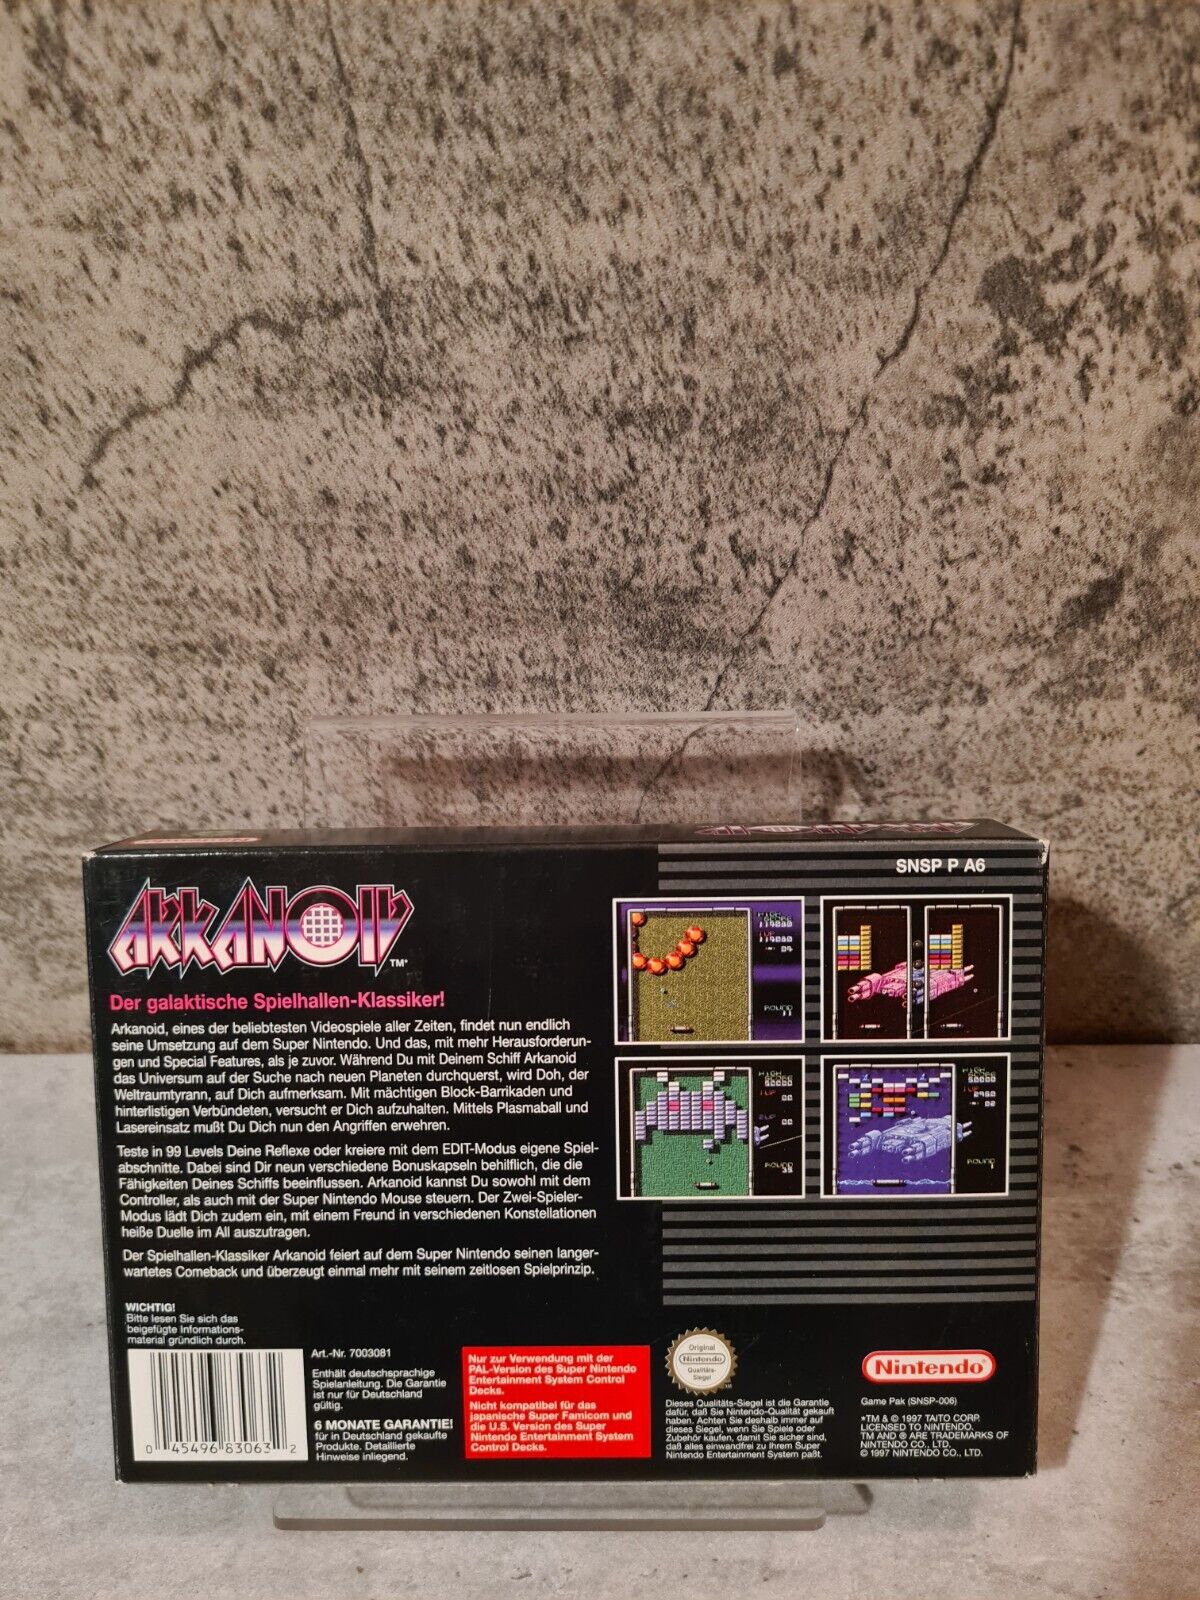 SNSP P A6
ARKANOID
TM
Der galaktische Spielhallen-Klassiker!
Arkanoid, eines der beliebtesten Videospiele aller Zeiten, findet nun endlich
seine Umsetzung auf dem Super Nintendo. Und das, mit mehr Herausforderun-
gen und Special Features, als je zuvor. Während Du mit Deinem Schiff Arkanoid
das Universum auf der Suche nach neuen Planeten durchquerst, wird Doh, der
Weltraumtyrann, auf Dich aufmerksam. Mit mächtigen Block-Barrikaden und
hinterlistigen Verbündeten, versucht er Dich aufzuhalten. Mittels Plasmaball und
Lasereinsatz mußt Du Dich nun den Angriffen erwehren.
Teste in 99 Levels Deine Reflexe oder kreiere mit dem EDIT-Modus eigene Spiel-
abschnitte. Dabei sind Dir neun verschiedene Bonuskapseln behilflich, die die
Fähigkeiten Deines Schiffs beeinflussen. Arkanoid kannst Du sowohl mit dem
Controller, als auch mit der Super Nintendo Mouse steuern. Der Zwei-Spieler-
Modus lädt Dich zudem ein, mit einem Freund in verschiedenen Konstellationen
heiße Duelle im All auszutragen.
Der Spielhallen-Klassiker Arkanoid feiert auf dem Super Nintendo seinen langer-
wartetes Comeback und überzeugt einmal mehr mit seinem zeitlosen Spielprinzip.
ROUND
11
ROUND
ROUND
1
WICHTIG!
Bitte lesen Sie sich das
beigefügte Informations-
material gründlich durch.
0 45496 83063 2
Art.-Nr. 7003081
Enthält deutschsprachige
Spielanleitung. Die Garantie
ist nur für Deutschland
gültig.
6 MONATE GARANTIE!
für in Deutschland gekaufte
Produkte. Detaillierte
Hinweise inliegend.
Nur zur Verwendung mit der
PAL-Version des Super Nintendo
Entertainment System Control
Decks.
Nicht kompatibel für das
japanische Super Famicom und
die U.S. Version des Super
Nintendo Entertainment System
Control Decks.
Original
Nintendo
Qualitäts-
Siegel
Dieses Qualitäts-Siegel ist die Garantie
dafür, daß Sie Nintendo-Qualität gekauft
haben. Achten Sie deshalb immer auf
dieses Siegel, wenn Sie Spiele oder
Zubehör kaufen, damit Sie sicher sind,
daß alles einwandfrei zu Ihrem Super
Nintendo Entertainment System paßt.
Nintendo®
Game Pak (SNSP-006)
*TM & © 1997 TAITO CORP.
LICENSED TO NINTENDO.
TM AND ® ARE TRADEMARKS OF
NINTENDO CO., LTD.
© 1997 NINTENDO CO., LTD.